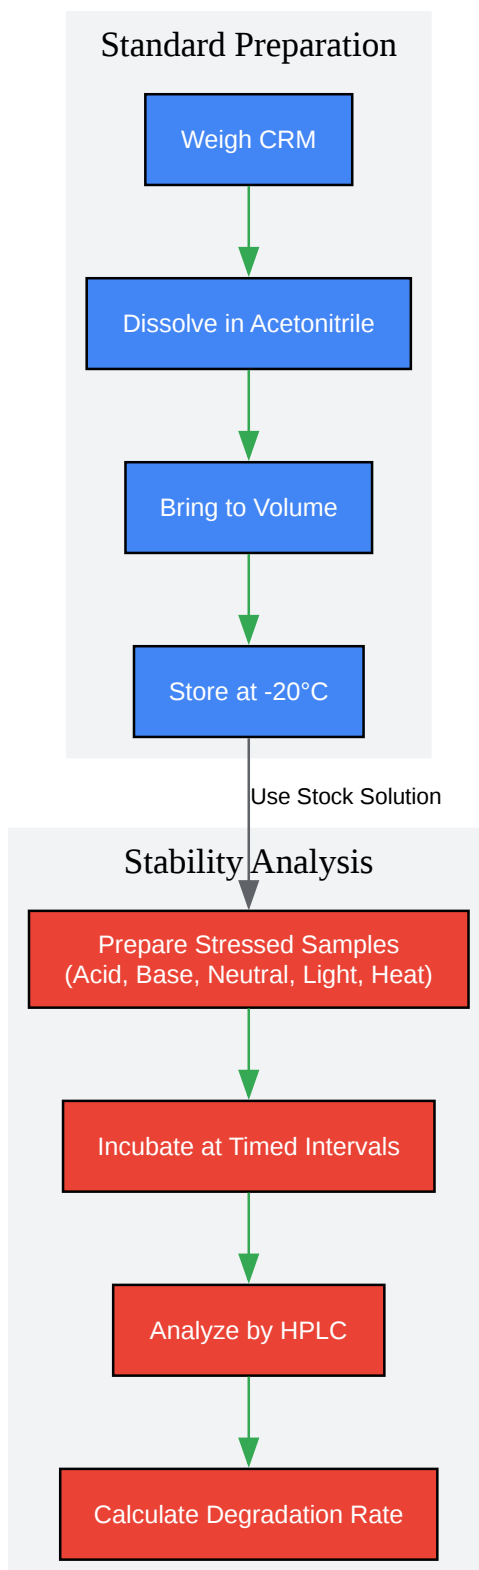 Standard Preparation
Weigh CRM
Dissolve in Acetonitrile
Bring to Volume
Store at -20°C
Use Stock Solution
Stability Analysis
Prepare Stressed Samples
(Acid, Base, Neutral, Light, Heat)
Incubate at Timed Intervals
Analyze by HPLC
Calculate Degradation Rate